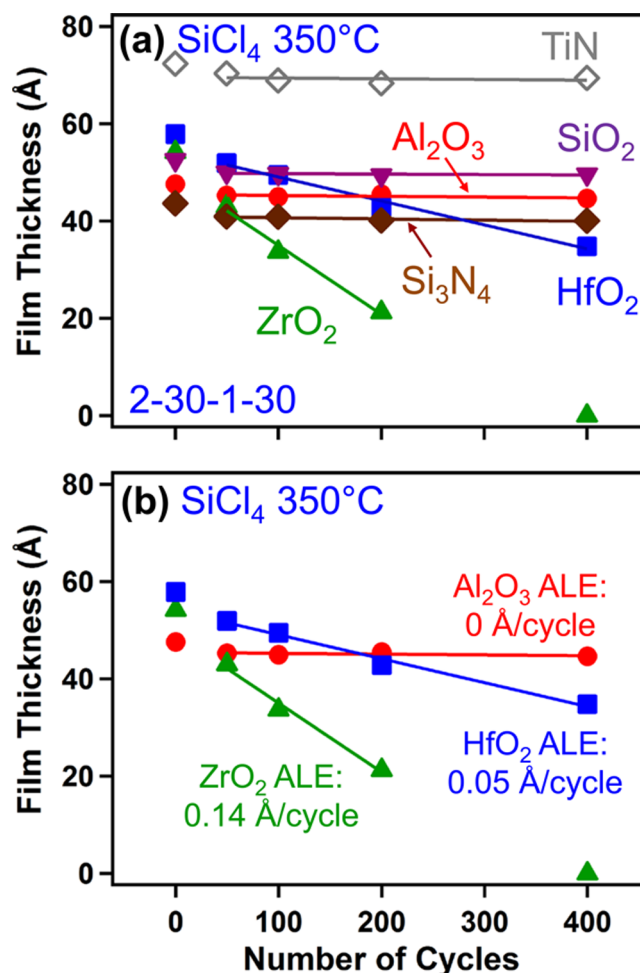 (a) SiCl4 350°C
TiN
Al2O3
SiO2
Si3N4
ZrO2
HfO2
2-30-1-30
Film Thickness (Å)
80
60
40
20
0
(b) SiCl4 350°C
Al2O3 ALE:
0 Å/cycle
HfO2 ALE:
0.05 Å/cycle
ZrO2 ALE:
0.14 Å/cycle
Film Thickness (Å)
80
60
40
20
0
0 100 200 300 400
Number of Cycles